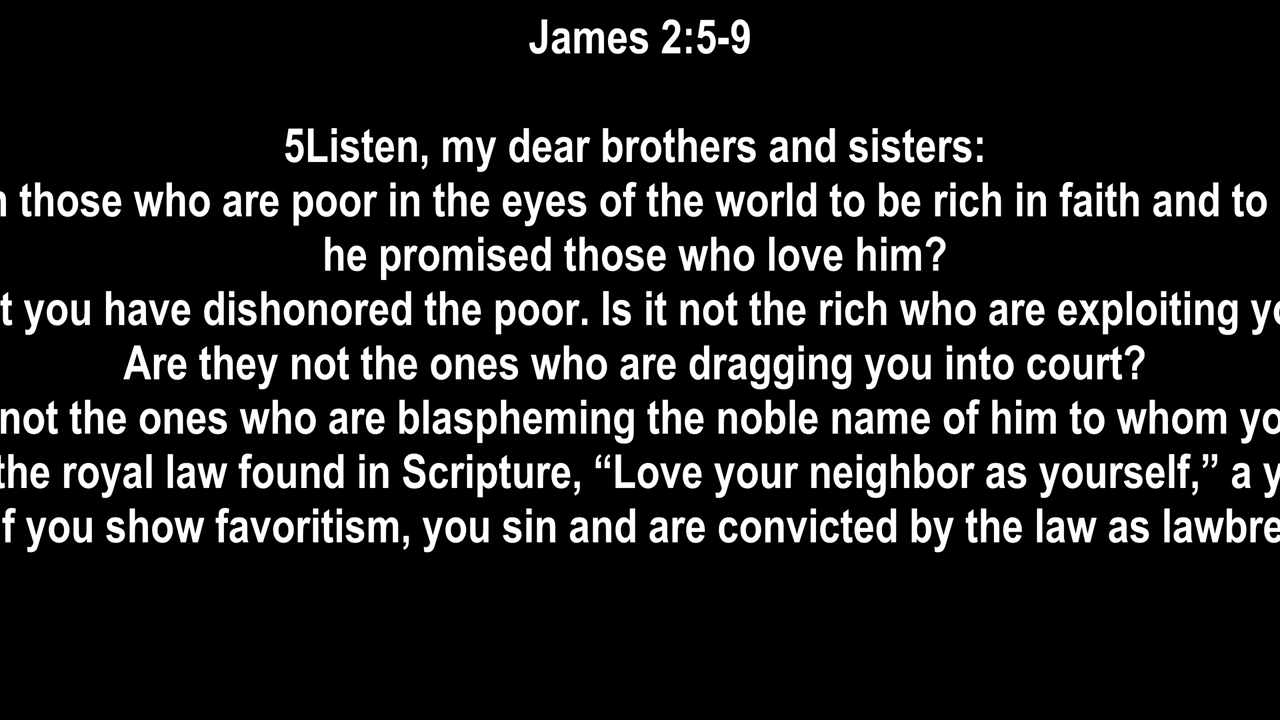 James 2:5-9
5Listen, my dear brothers and sisters:
those who are poor in the eyes of the world to be rich in faith and to
he promised those who love him?
you have dishonored the poor. Is it not the rich who are exploiting
Are they not the ones who are dragging you into court?
not the ones who are blaspheming the noble name of him to whom
the royal law found in Scripture, “Love your neighbor as yourself,” a
you show favoritism, you sin and are convicted by the law as